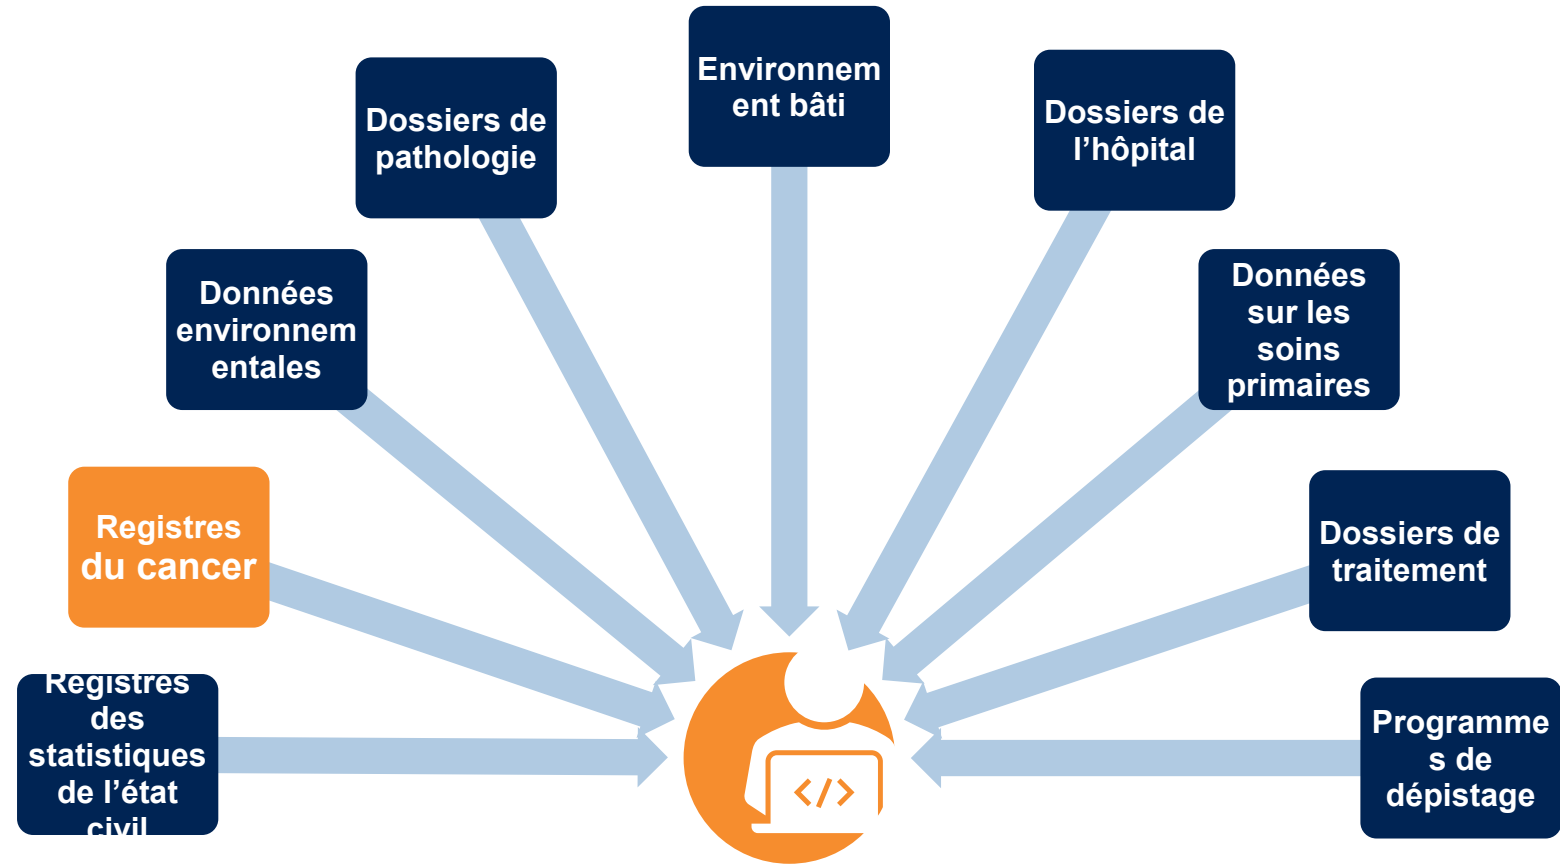 Environnem
ent bâti
Dossiers de
pathologie
Dossiers de
l’hôpital
Données
environnem
entales
Données
sur les
soins
primaires
Registres
du cancer
Dossiers de
traitement
Registres
des
statistiques
de l’état
civil
Programme
s de
dépistage
</>